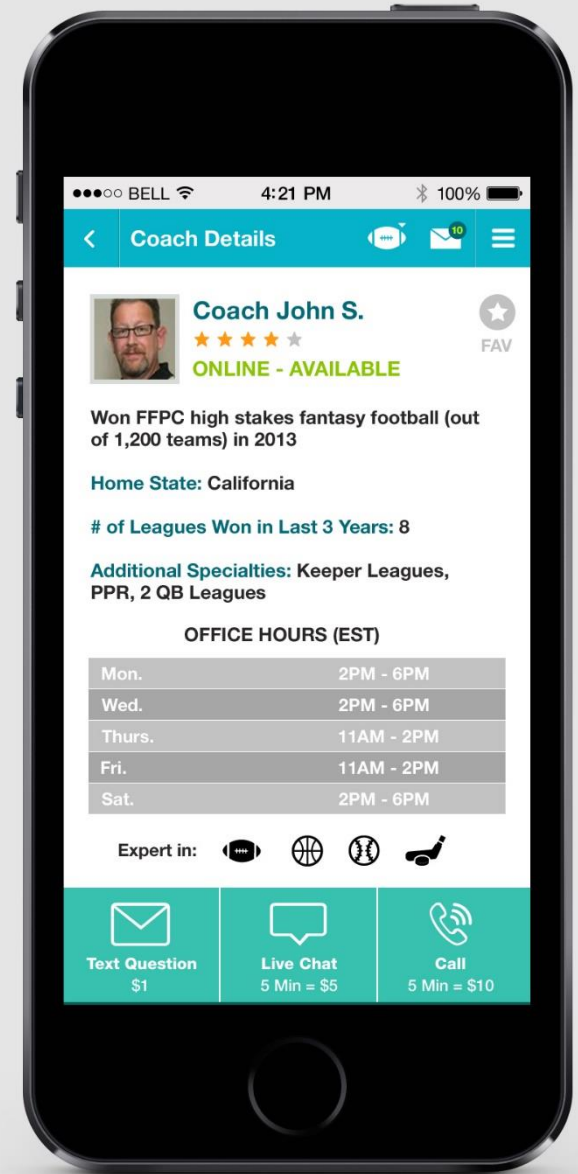 BELL 4:21 PM 100%
Coach Details 10
Coach John S.
FAV
ONLINE - AVAILABLE
Won FFPC high stakes fantasy football (out
of 1,200 teams) in 2013
Home State: California
# of Leagues Won in Last 3 Years: 8
Additional Specialties: Keeper Leagues,
PPR, 2 QB Leagues
OFFICE HOURS (EST)
Mon. 2PM - 6PM
Wed. 2PM - 6PM
Thurs. 11AM - 2PM
Fri. 11AM - 2PM
Sat. 2PM - 6PM
Expert in:
Text Question Live Chat Call
$1 5 Min = $5 5 Min = $10